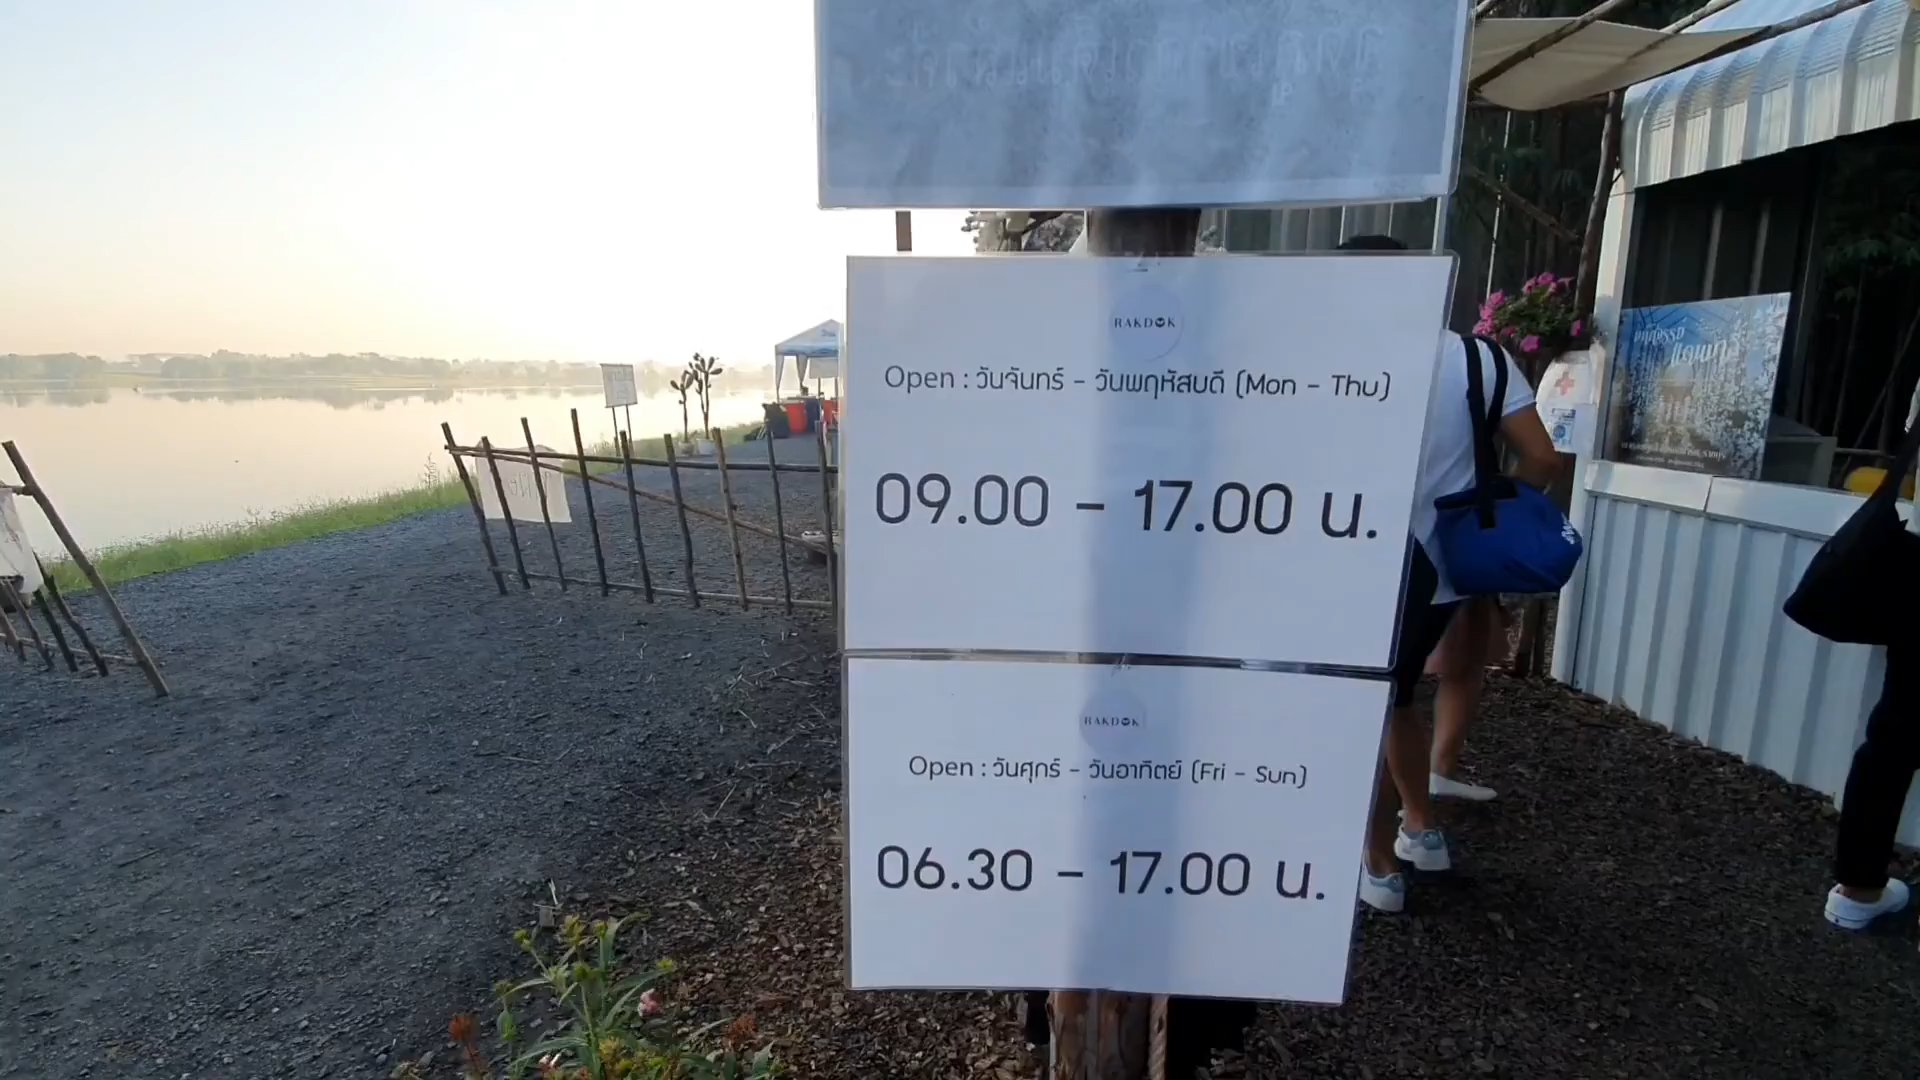 RAKDOK
Open : วันจันทร์ - วันพฤหัสบดี (Mon - Thu)
09.00 - 17.00 น.
RAKDOK
Open : วันศุกร์ - วันอาทิตย์ (Fri - Sun)
06.30 - 17.00 น.